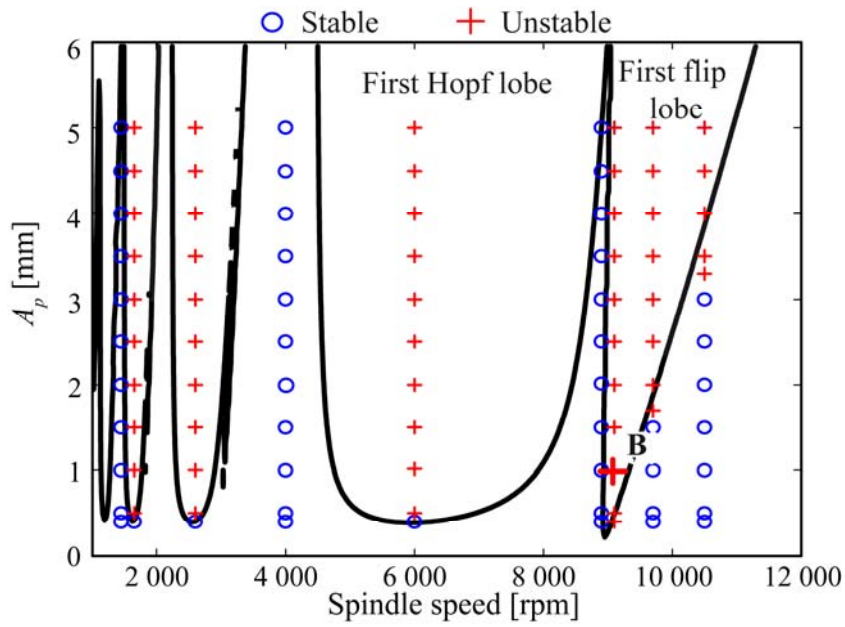 Stable Unstable
6
5
4
3
2
1
0
A_p [mm]
First Hopf lobe
First flip
lobe
B
2 000 4 000 6 000 8 000 10 000 12 000
Spindle speed [rpm]